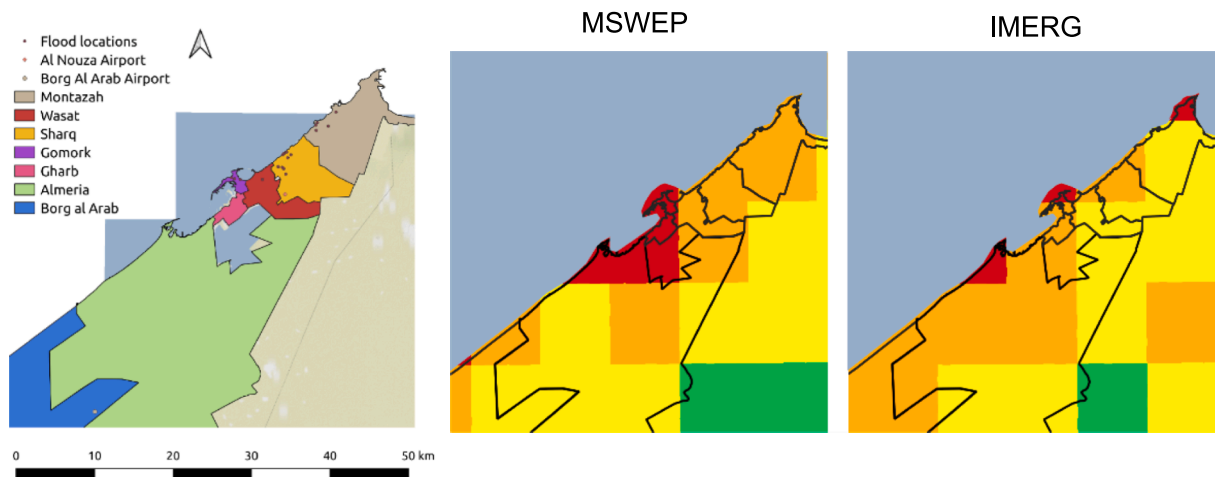 MSWEP
IMERG
Flood locations
Al Nouza Airport
Borg Al Arab Airport
Montazah
Wasat
Sharq
Gomork
Gharb
Almeria
Borg al Arab
0 10 20 30 40 50 km